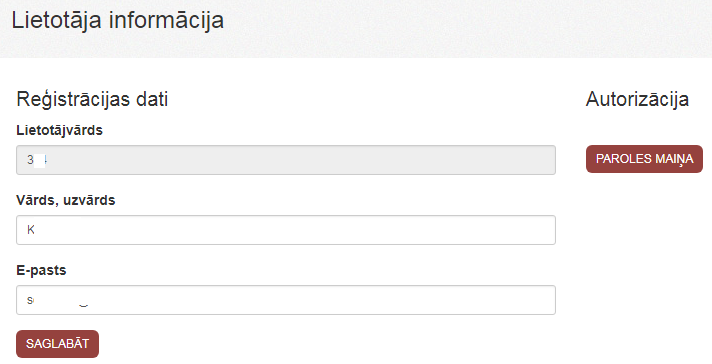 Lietotāja informācija
Reģistrācijas dati
Lietotājvārds
Vārds, uzvārds
K
E-pasts
SAGLABĀT
Autorizācija
PAROLES MAIŅA